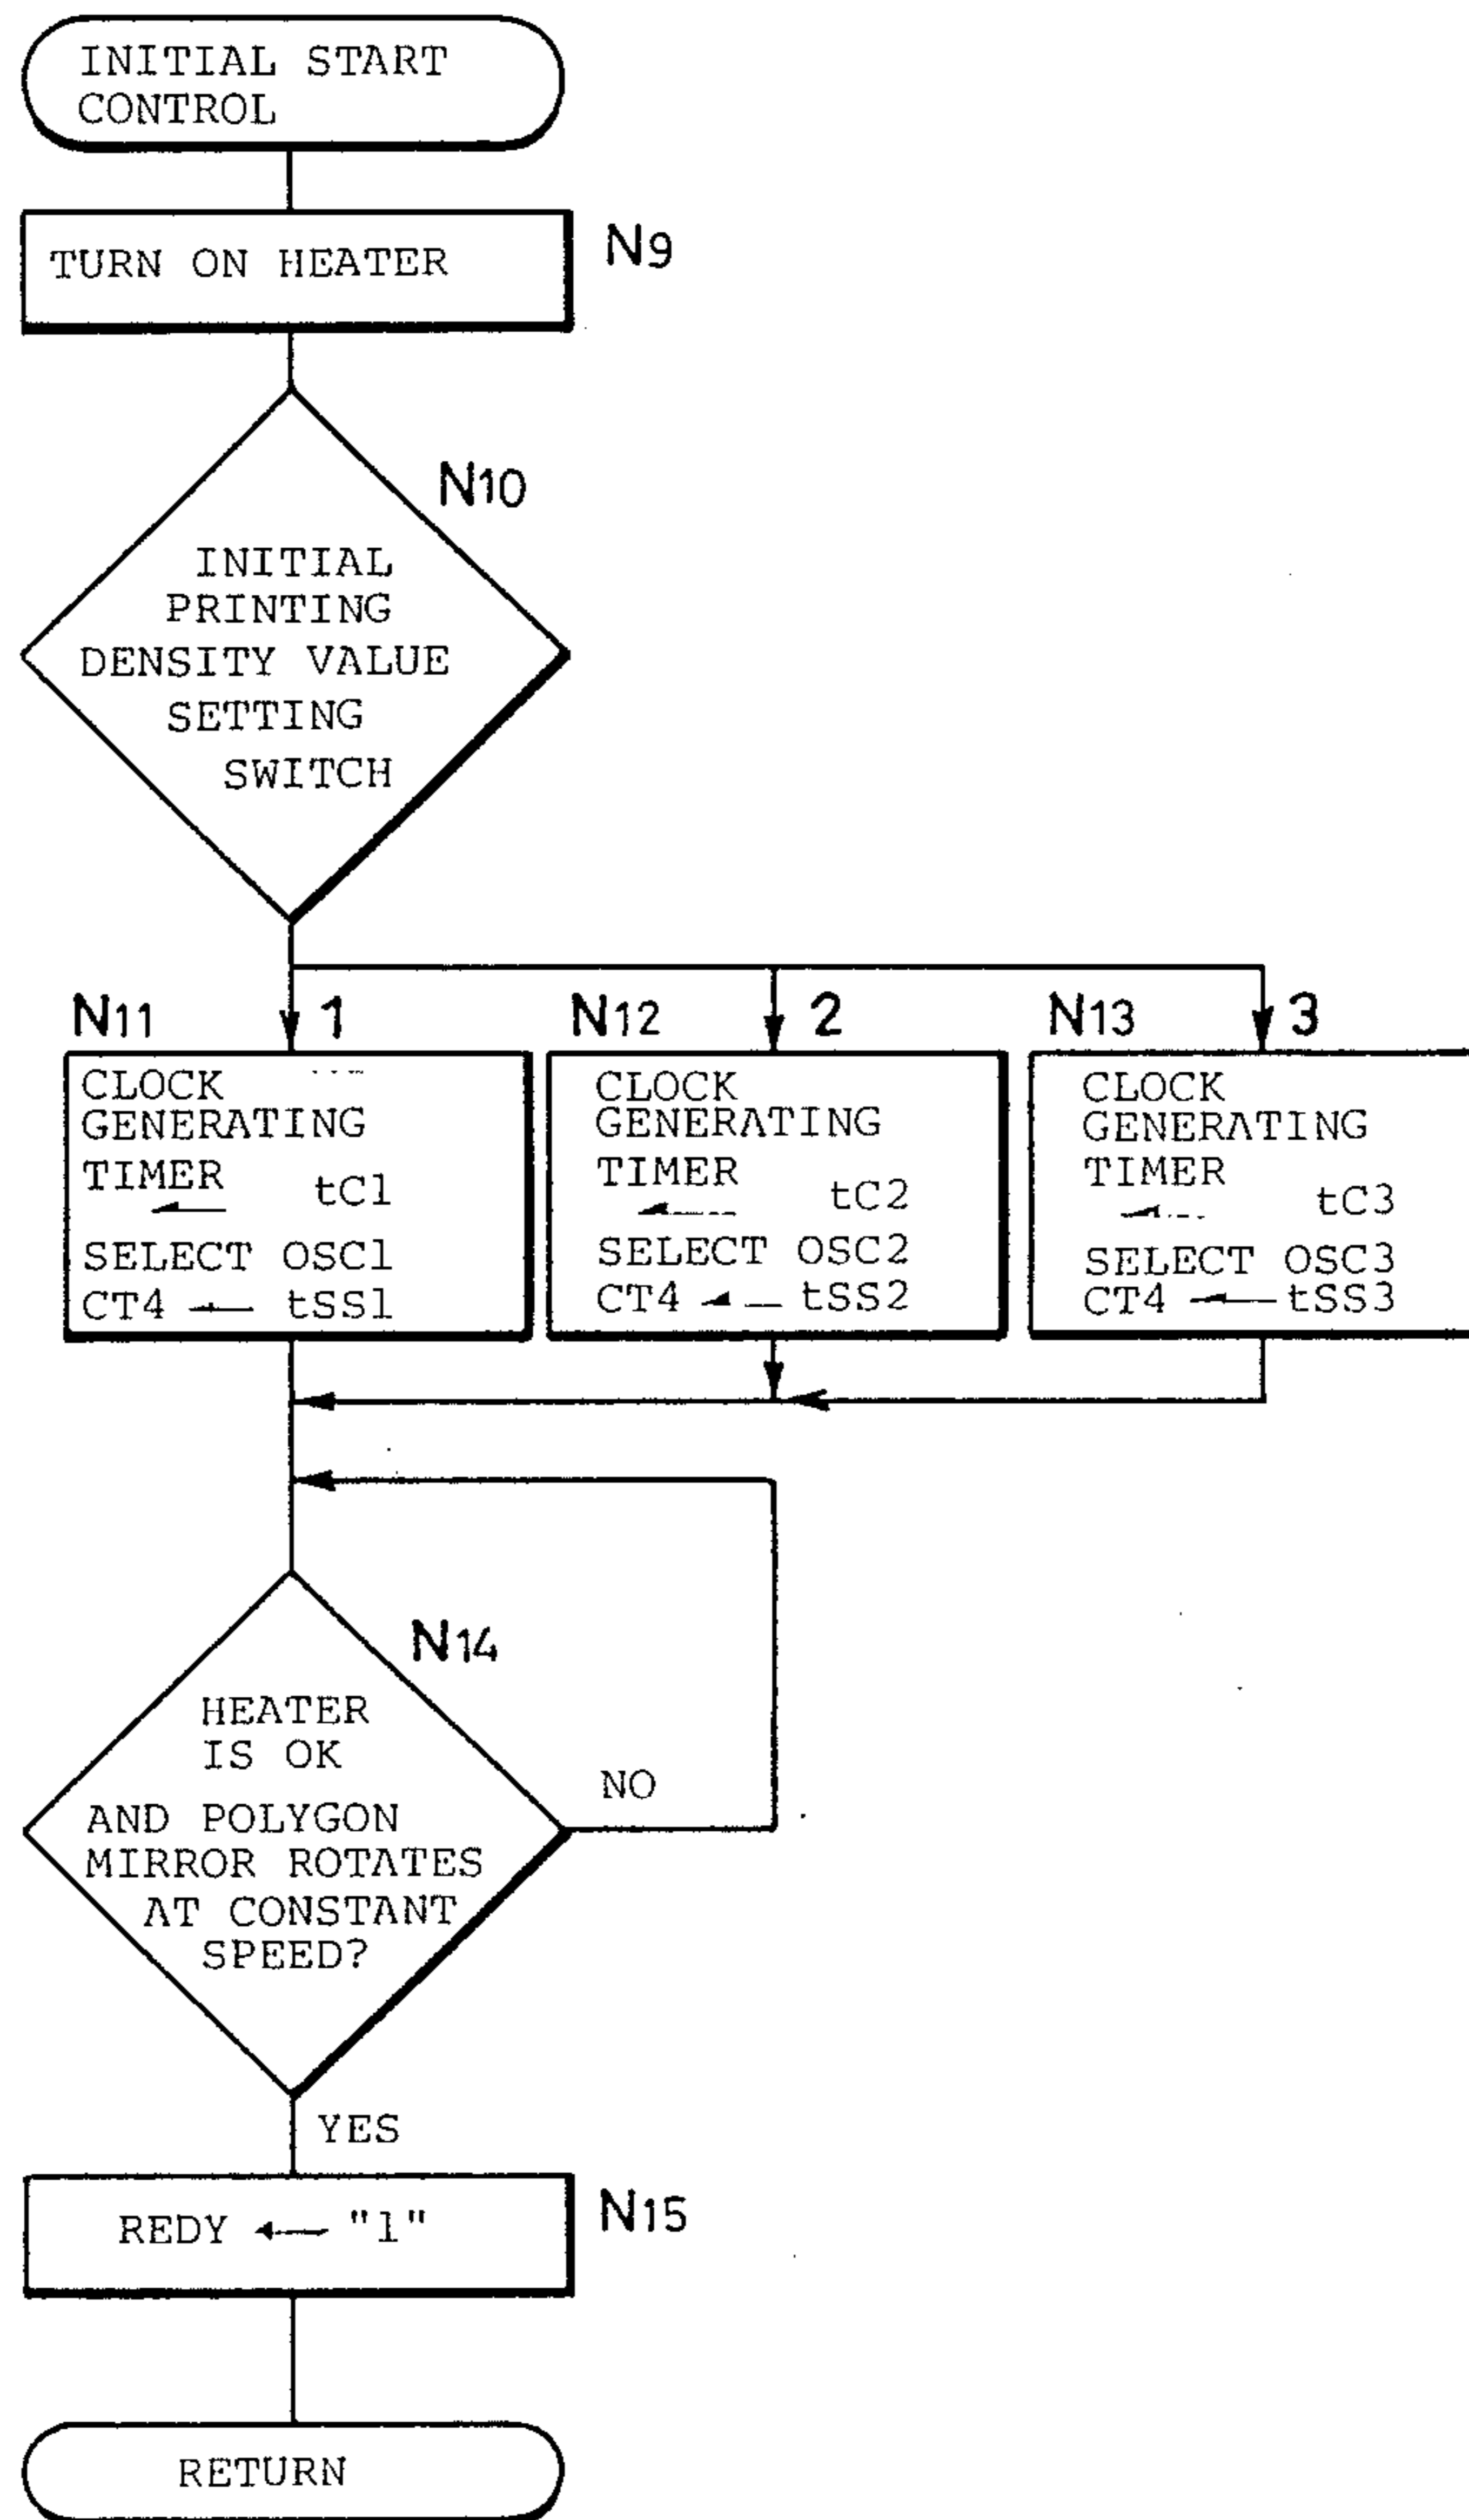 INITIAL START
CONTROL
TURN ON HEATER
N9
N10
INITIAL
PRINTING
DENSITY VALUE
SETTING
SWITCH
N11
1
CLOCK
GENERATING
TIMER
← tC1
SELECT OSC1
CT4 ← tSS1
N12
2
CLOCK
GENERATING
TIMER
← tC2
SELECT OSC2
CT4 ← tSS2
N13
3
CLOCK
GENERATING
TIMER
← tC3
SELECT OSC3
CT4 ← tSS3
N14
HEATER
IS OK
AND POLYGON
MIRROR ROTATES
AT CONSTANT
SPEED?
NO
YES
REDY ← "1"
N15
RETURN